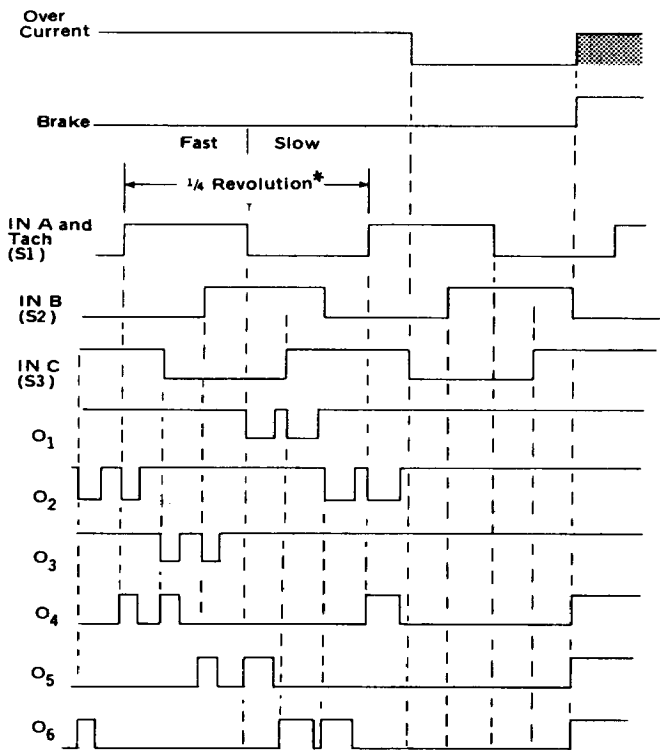 Over
Current
Brake
Fast Slow
1/4 Revolution*
IN A and
Tach
(S1)
IN B
(S2)
IN C
(S3)
O1
O2
O3
O4
O5
O6